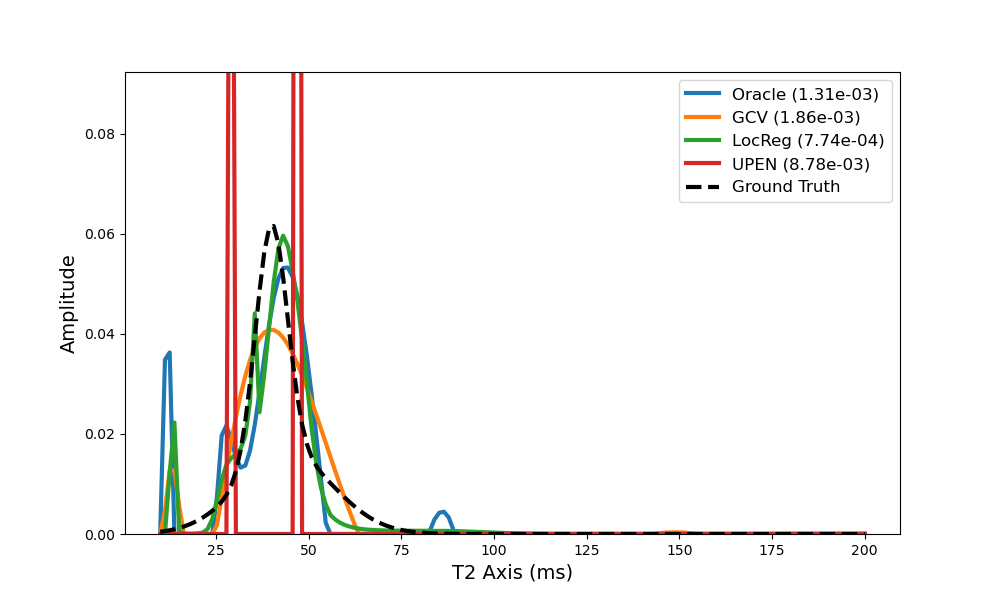 Oracle (1.31e-03)
GCV (1.86e-03)
LocReg (7.74e-04)
UPEN (8.78e-03)
Ground Truth
Amplitude
0.08
0.06
0.04
0.02
0.00
25 50 75 100 125 150 175 200
T2 Axis (ms)